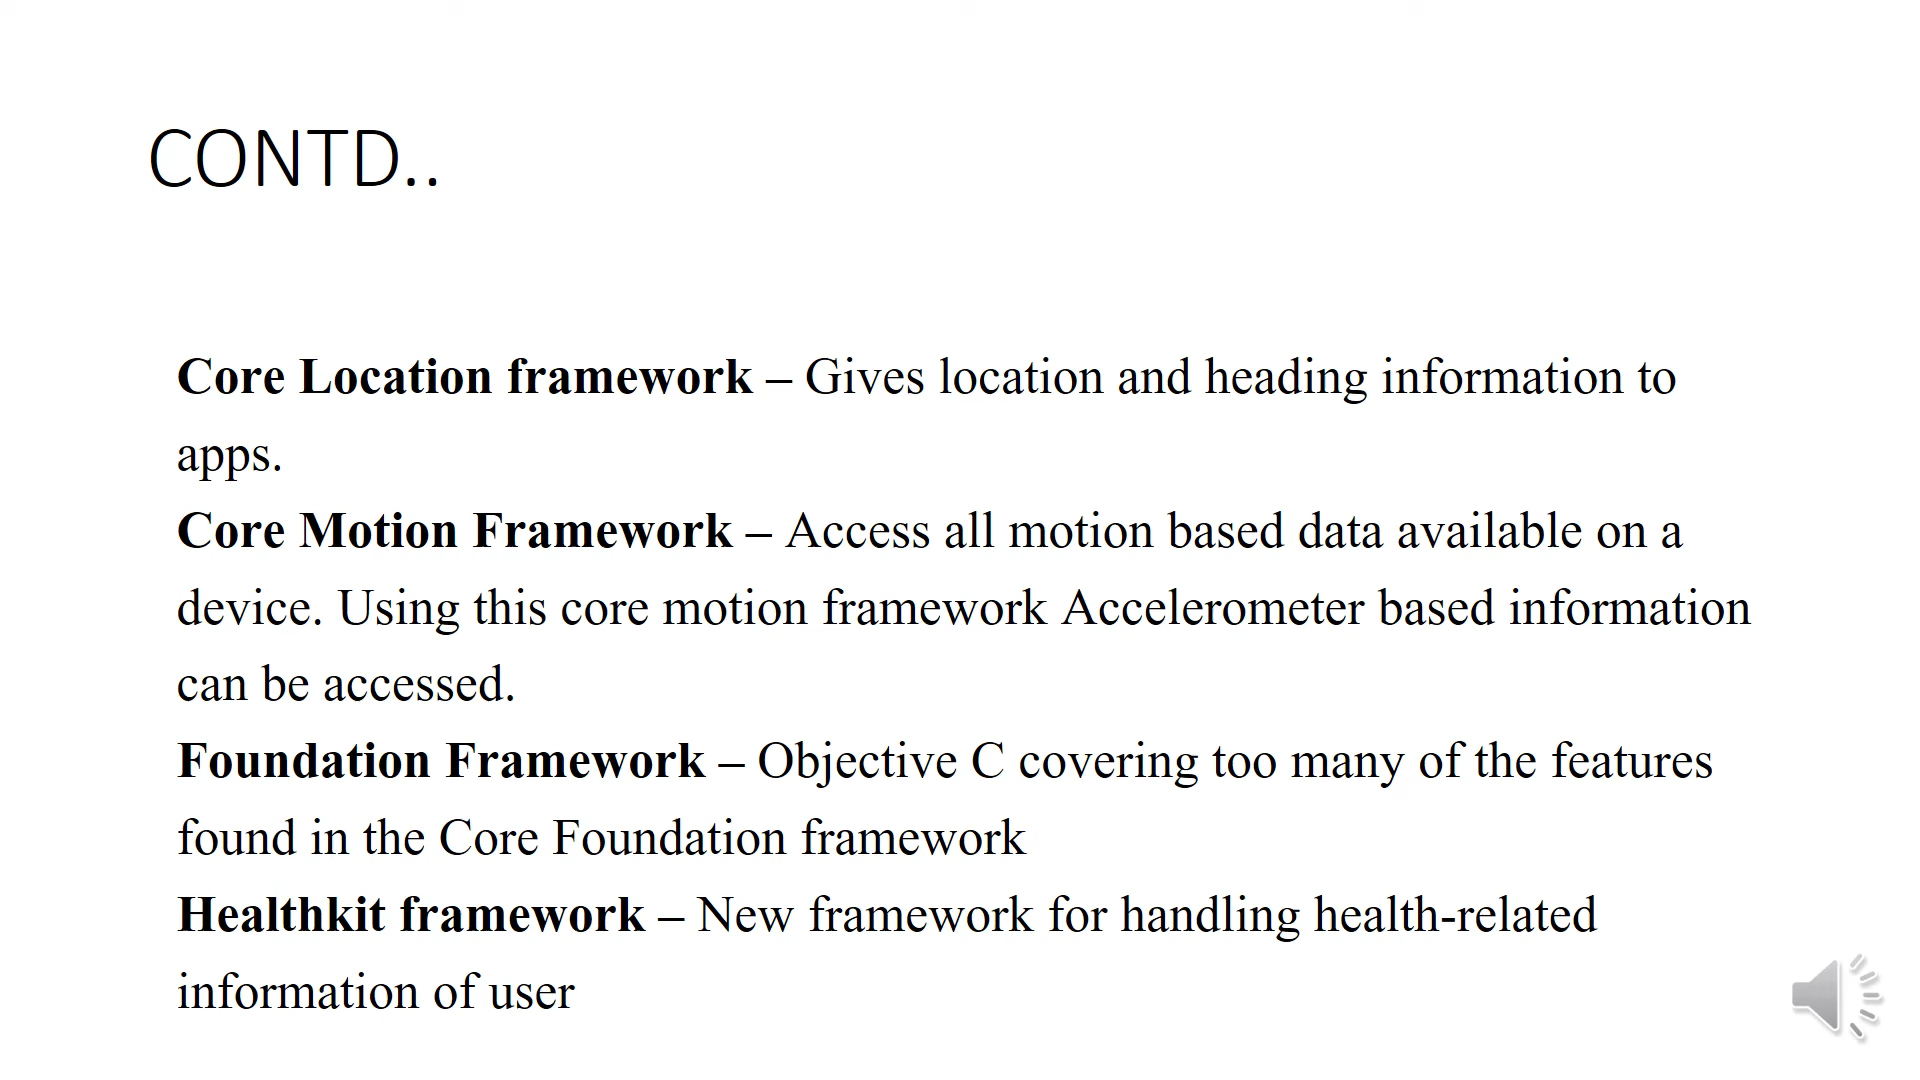 CONTD..
Core Location framework – Gives location and heading information to
apps.
Core Motion Framework – Access all motion based data available on a
device. Using this core motion framework Accelerometer based information
can be accessed.
Foundation Framework – Objective C covering too many of the features
found in the Core Foundation framework
Healthkit framework – New framework for handling health-related
information of user